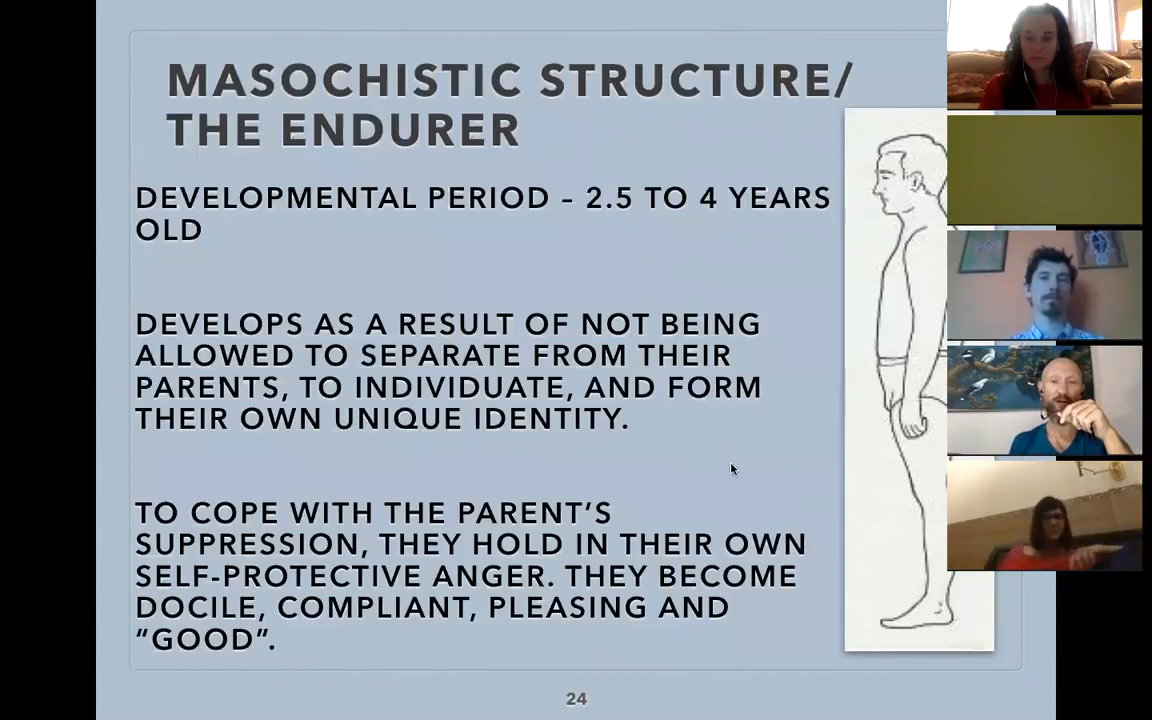 MASOCHISTIC STRUCTURE/
THE ENDURER
DEVELOPMENTAL PERIOD – 2.5 TO 4 YEARS
OLD
DEVELOPS AS A RESULT OF NOT BEING
ALLOWED TO SEPARATE FROM THEIR
PARENTS, TO INDIVIDUATE, AND FORM
THEIR OWN UNIQUE IDENTITY.
TO COPE WITH THE PARENT’S
SUPPRESSION, THEY HOLD IN THEIR OWN
SELF-PROTECTIVE ANGER. THEY BECOME
DOCILE, COMPLIANT, PLEASING AND
“GOOD”.
24